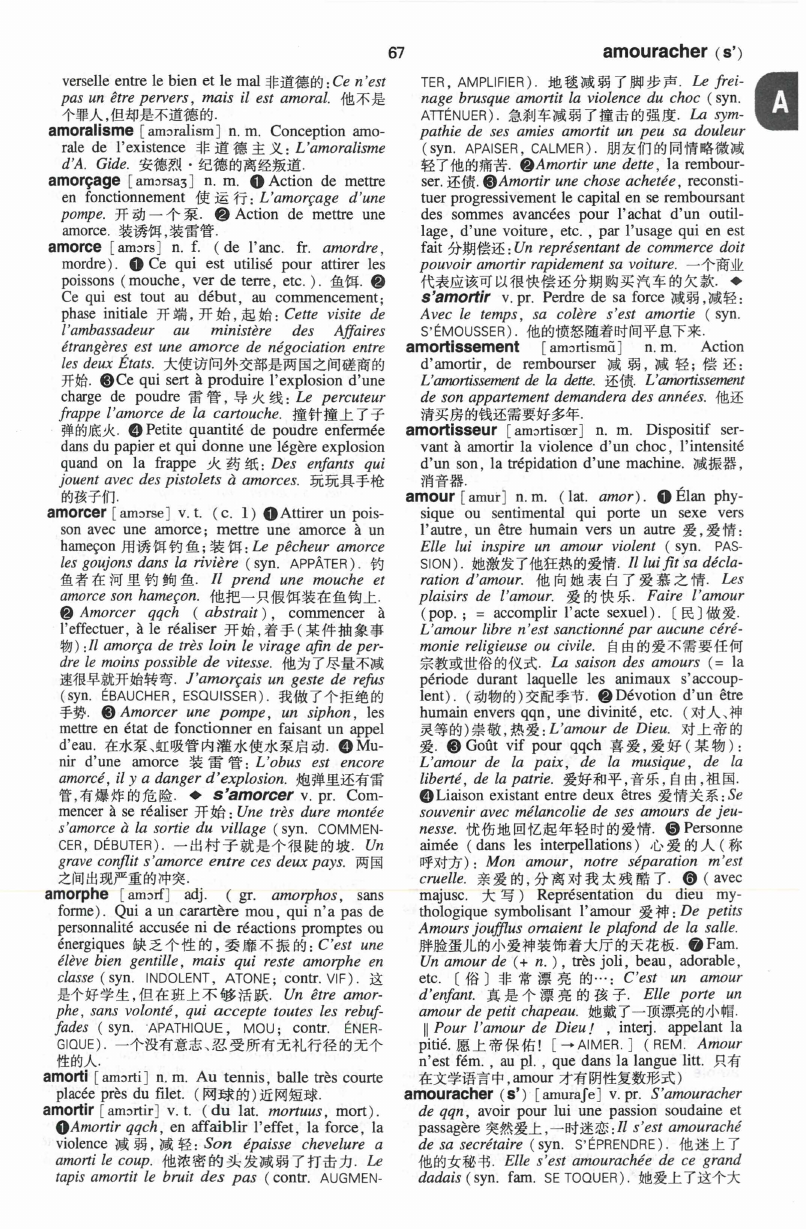 67
amouracher (s')
A
verselle entre le bien et le mal 非道德的:Ce n'est
pas un être pervers, mais il est amoral. 他不是
个罪人,但却是不道德的.
amoralisme [amɔralism] n. m. Conception amo-
rale de l'existence 非道德主义: L'amoralisme
d'A. Gide. 安德烈·纪德的离经叛道.
amorçage [amɔrsaʒ] n. m. ❶ Action de mettre
en fonctionnement 使运行: L'amorçage d'une
pompe. 开动一个泵. ❷ Action de mettre une
amorce. 装诱饵,装雷管.
amorce [amɔrs] n. f. (de l'anc. fr. amordre,
mordre). ❶ Ce qui est utilisé pour attirer les
poissons (mouche, ver de terre, etc.). 鱼饵. ❷
Ce qui est tout au début, au commencement;
phase initiale 开端,开始,起始: Cette visite de
l'ambassadeur au ministère des Affaires
étrangères est une amorce de négociation entre
les deux États. 大使访问外交部是两国之间磋商的
开始. ❸Ce qui sert à produire l'explosion d'une
charge de poudre 雷管,导火线: Le percuteur
frappe l'amorce de la cartouche. 撞针撞上了子
弹的底火. ❹ Petite quantité de poudre enfermée
dans du papier et qui donne une légère explosion
quand on la frappe 火药纸: Des enfants qui
jouent avec des pistolets à amorces. 玩玩具手枪
的孩子们.
amorcer [amɔrse] v. t. (c. 1) ❶Attirer un pois-
son avec une amorce; mettre une amorce à un
hameçon 用诱饵钓鱼;装饵: Le pêcheur amorce
les goujons dans la rivière (syn. APPÂTER). 钓
鱼者在河里钓鮈鱼. Il prend une mouche et
amorce son hameçon. 他把一只假饵装在鱼钩上.
❷ Amorcer qqch (abstrait), commencer à
l'effectuer, à le réaliser 开始,着手(某件抽象事
物):Il amorça de très loin le virage afin de per-
dre le moins possible de vitesse. 他为了尽量不减
速很早就开始转弯. J'amorçais un geste de refus
(syn. ÉBAUCHER, ESQUISSER). 我做了个拒绝的
手势. ❸ Amorcer une pompe, un siphon, les
mettre en état de fonctionner en faisant un appel
d'eau. 在水泵、虹吸管内灌水使水泵启动. ❹Mu-
nir d'une amorce 装雷管: L'obus est encore
amorcé, il y a danger d'explosion. 炮弹里还有雷
管,有爆炸的危险. ◆ s'amorcer v. pr. Com-
mencer à se réaliser 开始: Une très dure montée
s'amorce à la sortie du village (syn. COMMEN-
CER, DÉBUTER). 一出村子就是个很陡的坡. Un
grave conflit s'amorce entre ces deux pays. 两国
之间出现严重的冲突.
amorphe [amɔrf] adj. (gr. amorphos, sans
forme). Qui a un carartère mou, qui n'a pas de
personnalité accusée ni de réactions promptes ou
énergiques 缺乏个性的,委靡不振的: C'est une
élève bien gentille, mais qui reste amorphe en
classe (syn. INDOLENT, ATONE; contr. VIF). 这
是个好学生,但在班上不够活跃. Un être amor-
phe, sans volonté, qui accepte toutes les rebuf-
fades (syn. APATHIQUE, MOU; contr. ÉNER-
GIQUE). 一个没有意志、忍受所有无礼行径的无个
性的人.
amorti [amɔrti] n. m. Au tennis, balle très courte
placée près du filet. (网球的)近网短球.
amortir [amɔrtir] v. t. (du lat. mortuus, mort).
❶Amortir qqch, en affaiblir l'effet, la force, la
violence 减弱,减轻: Son épaisse chevelure a
amorti le coup. 他浓密的头发减弱了打击力. Le
tapis amortit le bruit des pas (contr. AUGMEN-
TER, AMPLIFIER). 地毯减弱了脚步声. Le frei-
nage brusque amortit la violence du choc (syn.
ATTÉNUER). 急刹车减弱了撞击的强度. La sym-
pathie de ses amies amortit un peu sa douleur
(syn. APAISER, CALMER). 朋友们的同情略微减
轻了他的痛苦. ❷Amortir une dette, la rembour-
ser. 还债. ❸Amortir une chose achetée, reconsti-
tuer progressivement le capital en se remboursant
des sommes avancées pour l'achat d'un outil-
lage, d'une voiture, etc., par l'usage qui en est
fait 分期偿还:Un représentant de commerce doit
pouvoir amortir rapidement sa voiture. 一个商业
代表应该可以很快偿还分期购买汽车的欠款. ◆
s'amortir v. pr. Perdre de sa force 减弱,减轻:
Avec le temps, sa colère s'est amortie (syn.
S'ÉMOUSSER). 他的愤怒随着时间平息下来.
amortissement [amɔrtismɑ̃] n. m. Action
d'amortir, de rembourser 减弱,减轻;偿还:
L'amortissement de la dette. 还债. L'amortissement
de son appartement demandera des années. 他还
清买房的钱还需要好多年.
amortisseur [amɔrtisœr] n. m. Dispositif ser-
vant à amortir la violence d'un choc, l'intensité
d'un son, la trépidation d'une machine. 减振器,
消音器.
amour [amur] n. m. (lat. amor). ❶ Élan phy-
sique ou sentimental qui porte un sexe vers
l'autre, un être humain vers un autre 爱,爱情:
Elle lui inspire un amour violent (syn. PAS-
SION). 她激发了他狂热的爱情. Il lui fit sa décla-
ration d'amour. 他向她表白了爱慕之情. Les
plaisirs de l'amour. 爱的快乐. Faire l'amour
(pop.; = accomplir l'acte sexuel). [民]做爱.
L'amour libre n'est sanctionné par aucune céré-
monie religieuse ou civile. 自由的爱不需要任何
宗教或世俗的仪式. La saison des amours (= la
période durant laquelle les animaux s'accoup-
lent). (动物的)交配季节. ❷Dévotion d'un être
humain envers qqn, une divinité, etc. (对人、神
灵等的)崇敬,热爱: L'amour de Dieu. 对上帝的
爱. ❸ Goût vif pour qqch 喜爱,爱好(某物):
L'amour de la paix, de la musique, de la
liberté, de la patrie. 爱好和平,音乐,自由,祖国.
❹Liaison existant entre deux êtres 爱情关系:Se
souvenir avec mélancolie de ses amours de jeu-
nesse. 忧伤地回忆起年轻时的爱情. ❺ Personne
aimée (dans les interpellations) 心爱的人(称
呼对方): Mon amour, notre séparation m'est
cruelle. 亲爱的,分离对我太残酷了. ❻ (avec
majusc. 大写) Représentation du dieu my-
thologique symbolisant l'amour 爱神: De petits
Amours joufflus ornaient le plafond de la salle.
胖脸蛋儿的小爱神装饰着大厅的天花板. ❼ Fam.
Un amour de (+ n.), très joli, beau, adorable,
etc. [俗]非常漂亮的…: C'est un amour
d'enfant. 真是个漂亮的孩子. Elle porte un
amour de petit chapeau. 她戴了一顶漂亮的小帽.
‖ Pour l'amour de Dieu!, interj. appelant la
pitié. 愿上帝保佑! [→AIMER.] (REM. Amour
n'est fém., au pl., que dans la langue litt. 只有
在文学语言中,amour 才有阴性复数形式)
amouracher (s') [amuraʃe] v. pr. S'amouracher
de qqn, avoir pour lui une passion soudaine et
passagère 突然爱上,一时迷恋:Il s'est amouraché
de sa secrétaire (syn. S'ÉPRENDRE). 他迷上了
他的女秘书. Elle s'est amourachée de ce grand
dadais (syn. fam. SE TOQUER). 她爱上了这个大